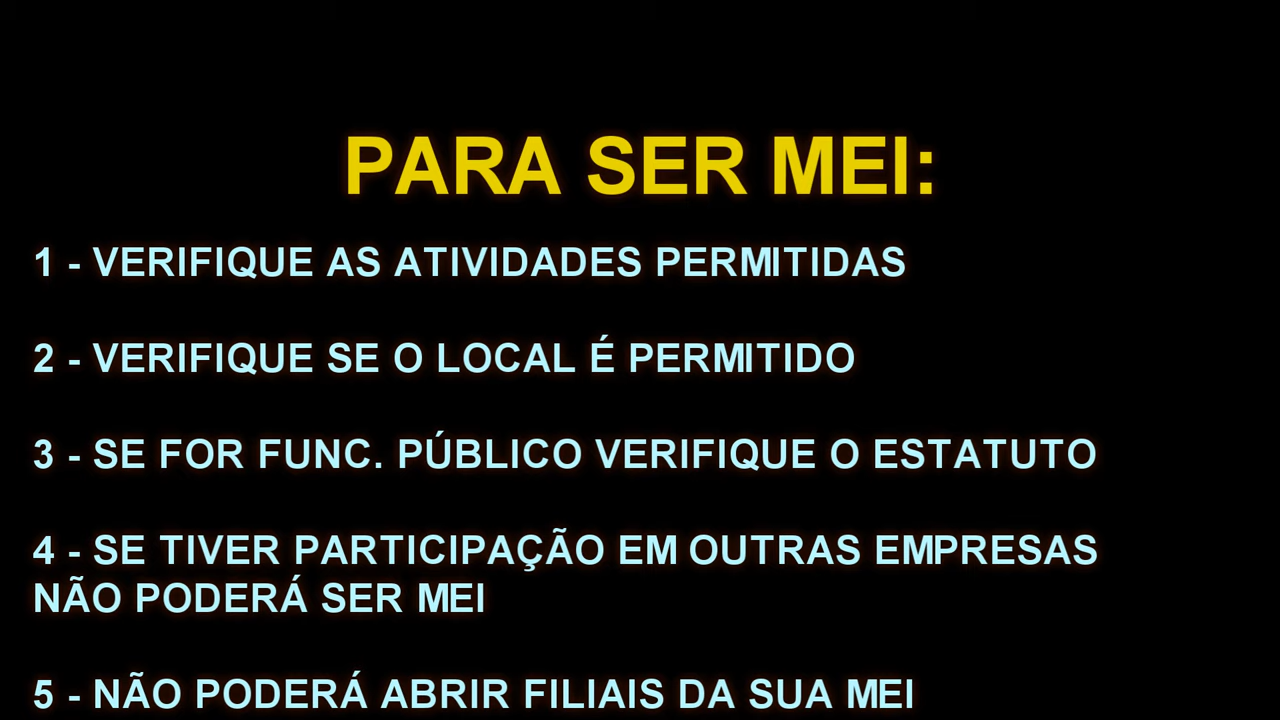 PARA SER MEI:
1 - VERIFIQUE AS ATIVIDADES PERMITIDAS
2 - VERIFIQUE SE O LOCAL É PERMITIDO
3 - SE FOR FUNC. PÚBLICO VERIFIQUE O ESTATUTO
4 - SE TIVER PARTICIPAÇÃO EM OUTRAS EMPRESAS
NÃO PODERÁ SER MEI
5 - NÃO PODERÁ ABRIR FILIAIS DA SUA MEI